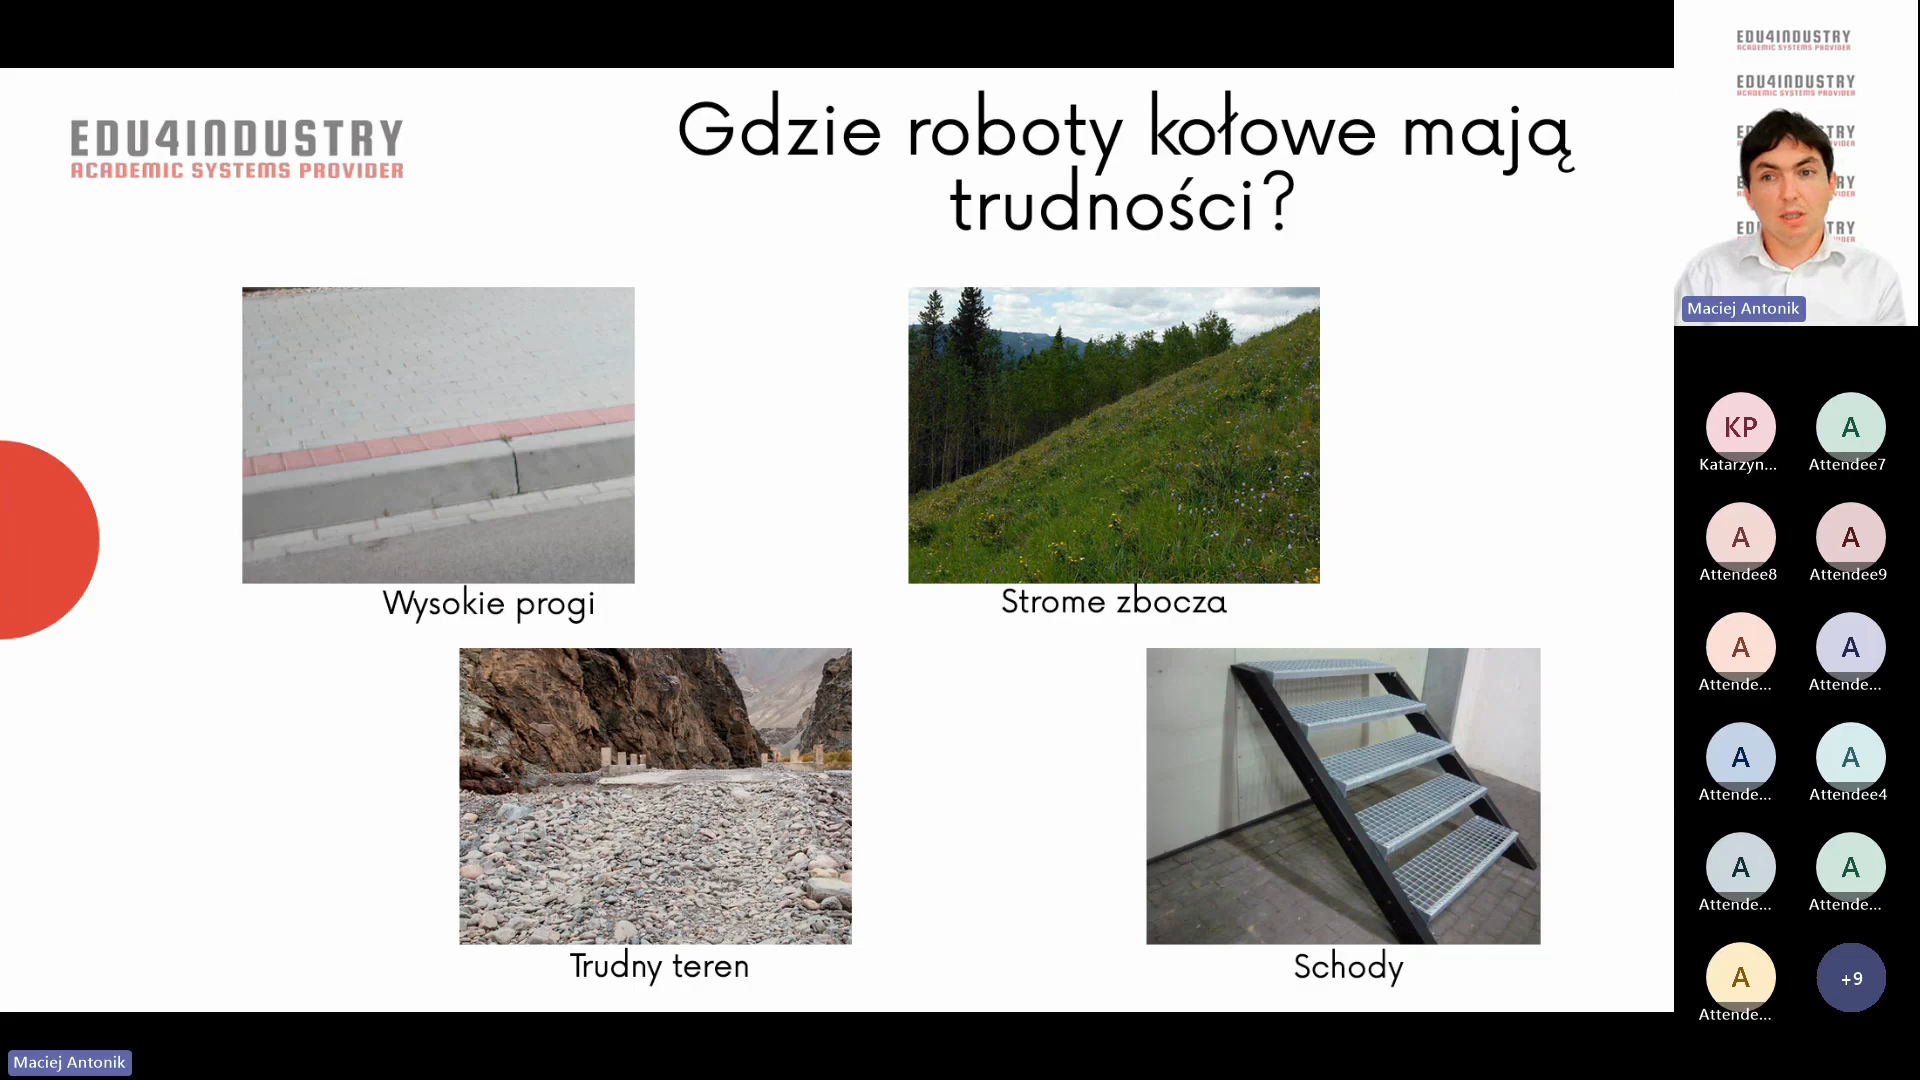 EDU4INDUSTRY
ACADEMIC SYSTEMS PROVIDER
Gdzie roboty kołowe mają
trudności?
Wysokie progi
Strome zbocza
Trudny teren
Schody
Maciej Antonik
EDU4INDUSTRY
ACADEMIC SYSTEMS PROVIDER
EDU4INDUSTRY
ACADEMIC SYSTEMS PROVIDER
Maciej Antonik
KP
Katarzyn...
A
Attendee7
A
Attendee8
A
Attendee9
A
Attende...
A
Attende...
A
Attende...
A
Attendee4
A
Attende...
A
Attende...
A
Attende...
+9